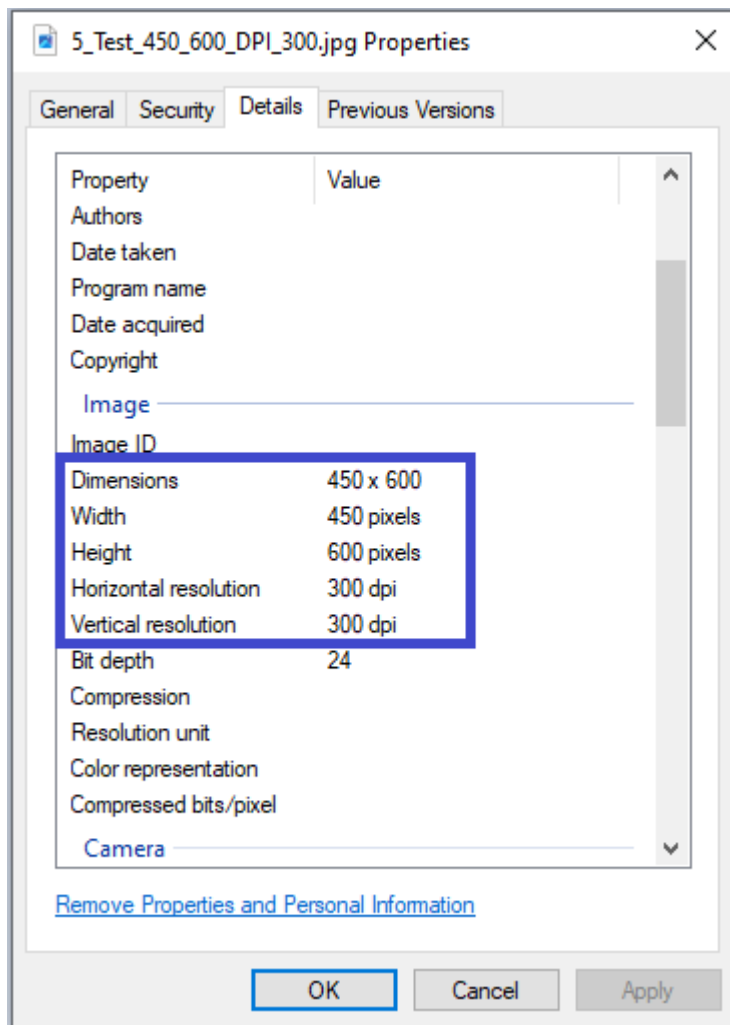 5_Test_450_600_DPI_300.jpg Properties
General Security Details Previous Versions
Property Value
Authors
Date taken
Program name
Date acquired
Copyright
Image
Image ID
Dimensions 450 x 600
Width 450 pixels
Height 600 pixels
Horizontal resolution 300 dpi
Vertical resolution 300 dpi
Bit depth 24
Compression
Resolution unit
Color representation
Compressed bits/pixel
Camera
Remove Properties and Personal Information
OK Cancel Apply